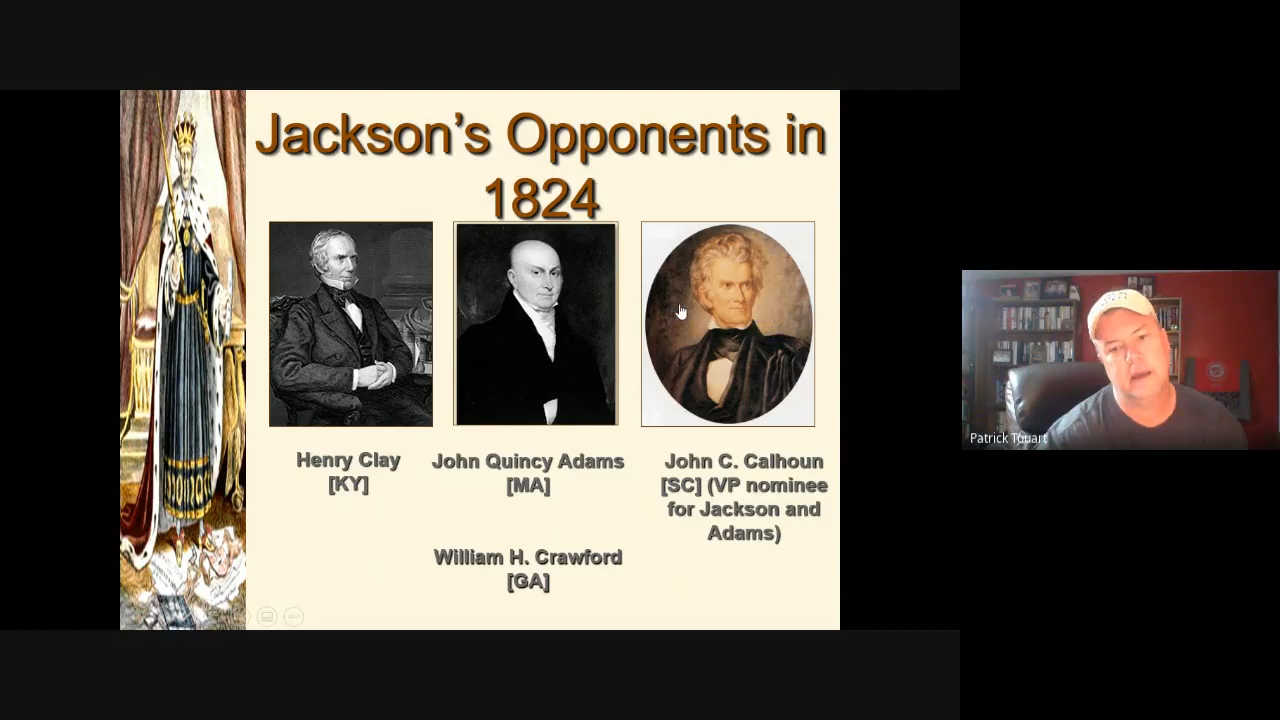 Jackson’s Opponents in
1824
Henry Clay
[KY]
John Quincy Adams
[MA]
John C. Calhoun
[SC] (VP nominee
for Jackson and
Adams)
William H. Crawford
[GA]
Patrick Touart